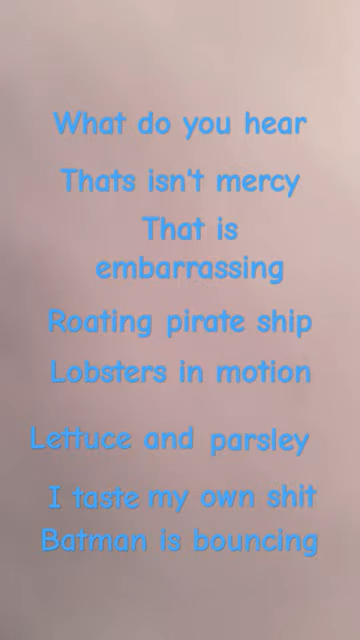 What do you hear
Thats isn't mercy
That is
embarrassing
Roating pirate ship
Lobsters in motion
Lettuce and parsley
I taste my own shit
Batman is bouncing